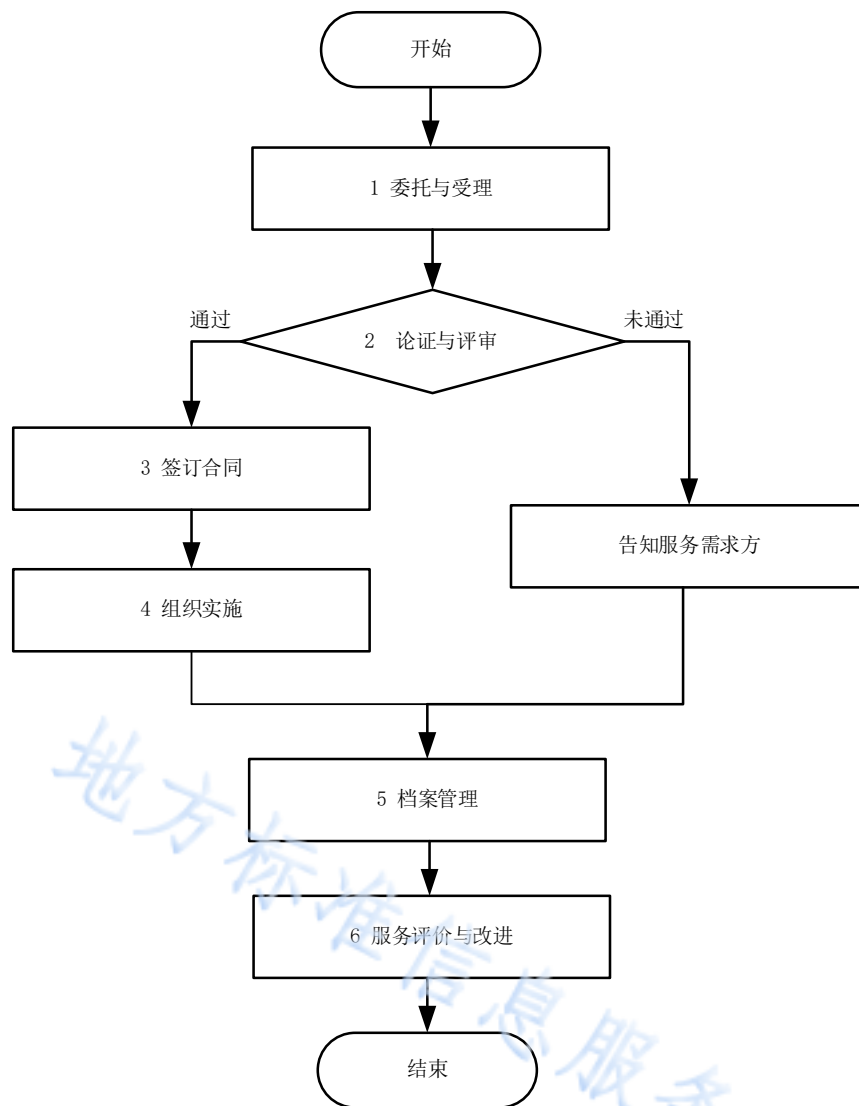 开始
1 委托与受理
通过
2 论证与评审
未通过
3 签订合同
告知服务需求方
4 组织实施
5 档案管理
6 服务评价与改进
结束
地方标准信息服务